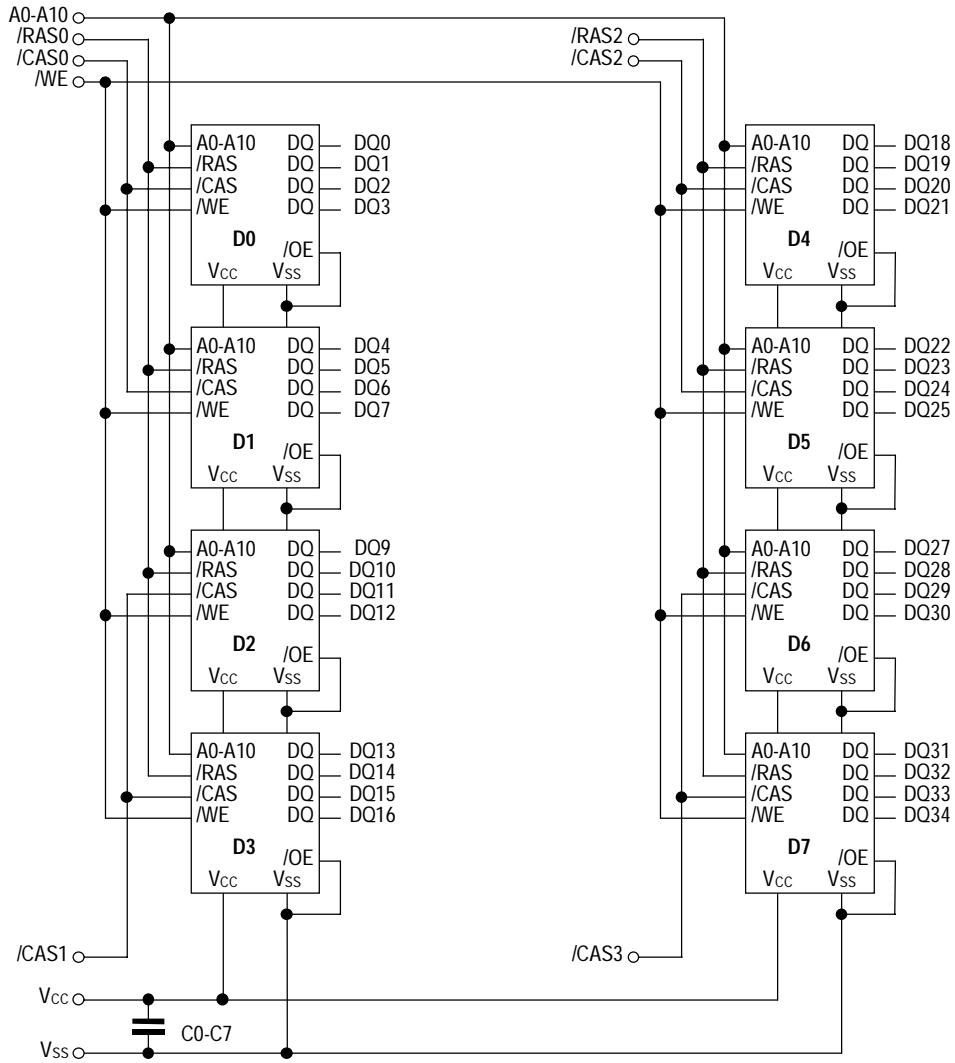 A0-A10
/RAS0
/CAS0
/WE
/RAS2
/CAS2
A0-A10 DQ DQ0
/RAS DQ DQ1
/CAS DQ DQ2
/WE DQ DQ3
D0
/OE
Vcc Vss
A0-A10 DQ DQ4
/RAS DQ DQ5
/CAS DQ DQ6
/WE DQ DQ7
D1
/OE
Vcc Vss
A0-A10 DQ DQ9
/RAS DQ DQ10
/CAS DQ DQ11
/WE DQ DQ12
D2
/OE
Vcc Vss
A0-A10 DQ DQ13
/RAS DQ DQ14
/CAS DQ DQ15
/WE DQ DQ16
D3
/OE
Vcc Vss
A0-A10 DQ DQ18
/RAS DQ DQ19
/CAS DQ DQ20
/WE DQ DQ21
D4
/OE
Vcc Vss
A0-A10 DQ DQ22
/RAS DQ DQ23
/CAS DQ DQ24
/WE DQ DQ25
D5
/OE
Vcc Vss
A0-A10 DQ DQ27
/RAS DQ DQ28
/CAS DQ DQ29
/WE DQ DQ30
D6
/OE
Vcc Vss
A0-A10 DQ DQ31
/RAS DQ DQ32
/CAS DQ DQ33
/WE DQ DQ34
D7
/OE
Vcc Vss
/CAS1
/CAS3
Vcc
C0-C7
Vss